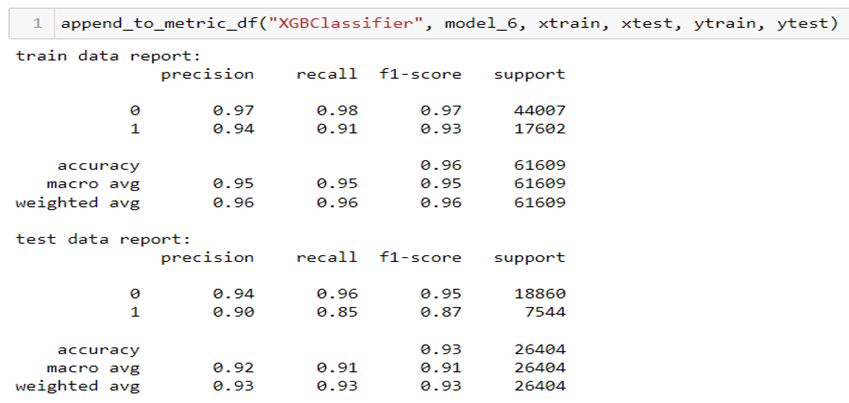 1 append_to_metric_df("XGBClassifier", model_6, xtrain, xtest, ytrain, ytest)
train data report:
precision recall f1-score support
0 0.97 0.98 0.97 44007
1 0.94 0.91 0.93 17602
accuracy 0.96 61609
macro avg 0.95 0.95 0.95 61609
weighted avg 0.96 0.96 0.96 61609
test data report:
precision recall f1-score support
0 0.94 0.96 0.95 18860
1 0.90 0.85 0.87 7544
accuracy 0.93 26404
macro avg 0.92 0.91 0.91 26404
weighted avg 0.93 0.93 0.93 26404